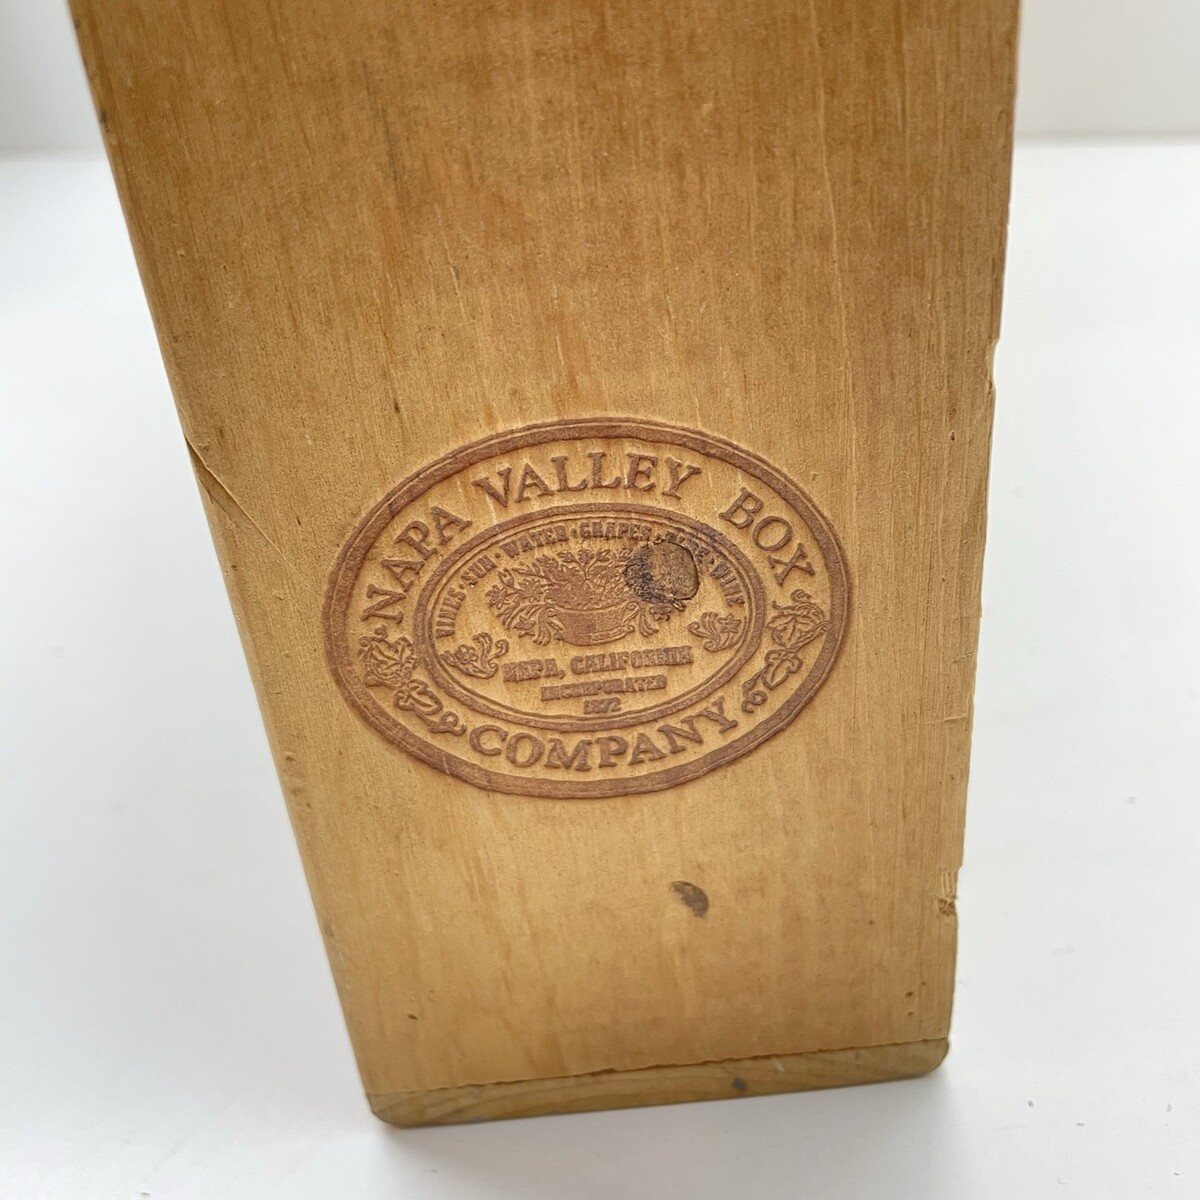 NAPA VALLEY BOX
VINES · SUN · WATER · GRAPES · WINE
NAPA, CALIFORNIA
INCORPORATED
COMPANY